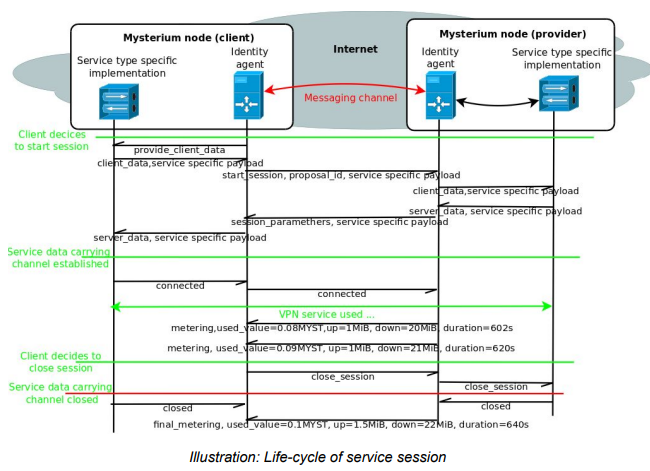 Mysterium node (client)
Internet
Mysterium node (provider)
Service type specific
implementation
Identity
agent
Messaging channel
Identity
agent
Service type specific
implementation
Client decices
to start session
provide_client_data
client_data,service specific payload
start_session, proposal_id, service specific payload
client_data,service specific payload
server_data, service specific payload
session_paramethers, service specific payload
server_data, service specific payload
Service data carrying
channel established
connected
connected
VPN service used ...
metering,used_value=0.08MYST, up=1MiB, down=20MiB, duration=602s
metering, used_value=0.09MYST, up=1MiB, down=21MiB, duration=620s
Client decides to
close session
close_session
close_session
Service data carrying
channel closed
closed
closed
final_metering, used_value=0.1MYST, up=1.5MiB, down=22MiB, duration=640s
Illustration: Life-cycle of service session